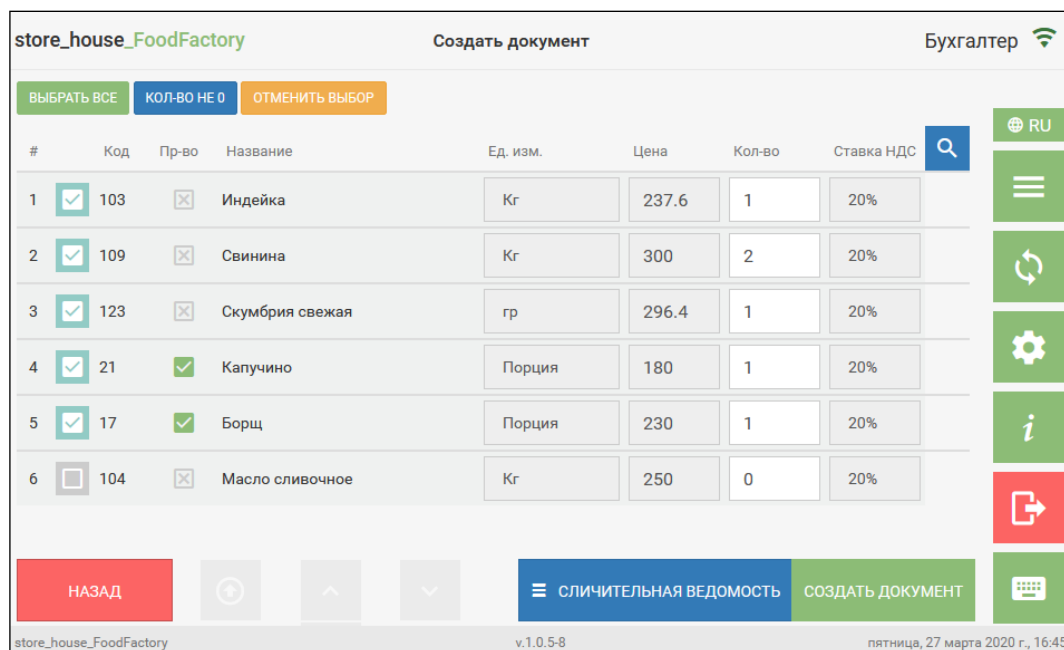 store_house_FoodFactory Создать документ Бухгалтер
ВЫБРАТЬ ВСЕ КОЛ-ВО НЕ 0 ОТМЕНИТЬ ВЫБОР
RU
# Код Пр-во Название Ед. изм. Цена Кол-во Ставка НДС
1 103 Индейка Кг 237.6 1 20%
2 109 Свинина Кг 300 2 20%
3 123 Скумбрия свежая гр 296.4 1 20%
4 21 Капучино Порция 180 1 20%
5 17 Борщ Порция 230 1 20%
6 104 Масло сливочное Кг 250 0 20%
НАЗАД СЛИЧИТЕЛЬНАЯ ВЕДОМОСТЬ СОЗДАТЬ ДОКУМЕНТ
store_house_FoodFactory v.1.0.5-8 пятница, 27 марта 2020 г., 16:45